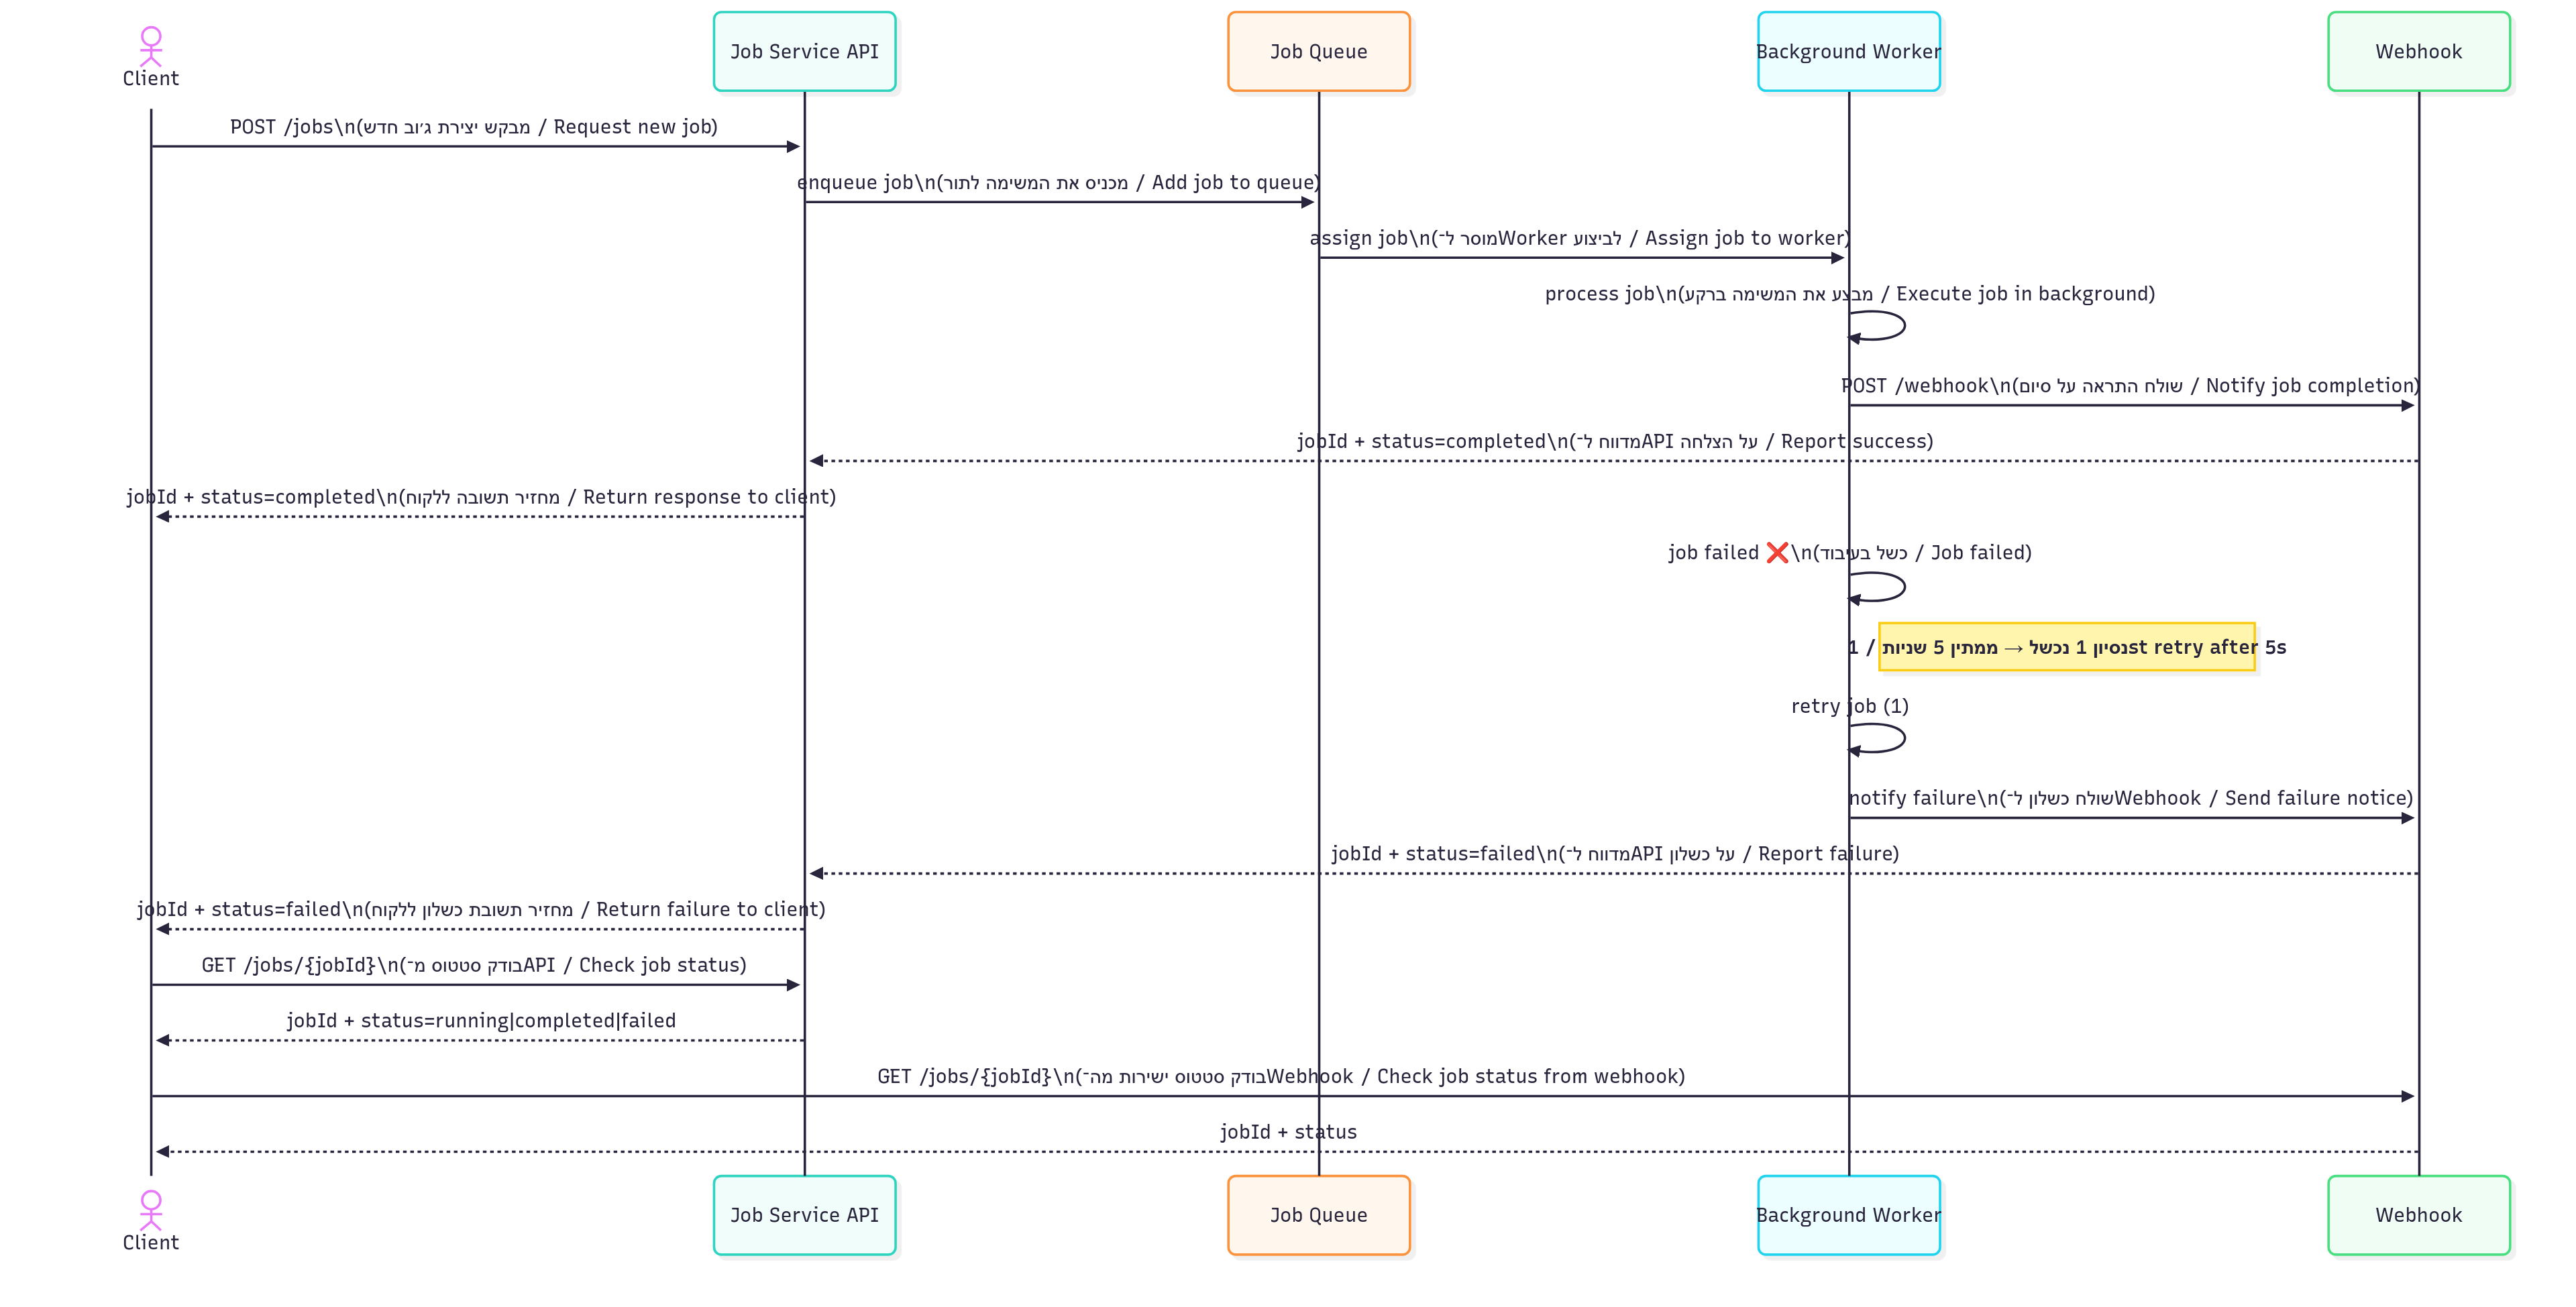 Client
Job Service API
Job Queue
Background Worker
Webhook
POST /jobs\n(מבקש יצירת ג׳וב חדש / Request new job)
enqueue job\n(מכניס את המשימה לתור / Add job to queue)
assign job\n(מוסר ל־Worker לביצוע / Assign job to worker)
process job\n(מבצע את המשימה ברקע / Execute job in background)
POST /webhook\n(שולח התראה על סיום / Notify job completion)
jobId + status=completed\n(מדווח ל־API על הצלחה / Report success)
jobId + status=completed\n(מחזיר תשובה ללקוח / Return response to client)
job failed ❌\n(כשל בעיבוד / Job failed)
נסיון 1 נכשל → ממתין 5 שניות / 1st retry after 5s
retry job (1)
notify failure\n(שולח כשלון ל־Webhook / Send failure notice)
jobId + status=failed\n(מדווח ל־API על כשלון / Report failure)
jobId + status=failed\n(מחזיר תשובת כשלון ללקוח / Return failure to client)
GET /jobs/{jobId}\n(בודק סטטוס מ־API / Check job status)
jobId + status=running|completed|failed
GET /jobs/{jobId}\n(בודק סטטוס ישירות מה־Webhook / Check job status from webhook)
jobId + status
Client
Job Service API
Job Queue
Background Worker
Webhook